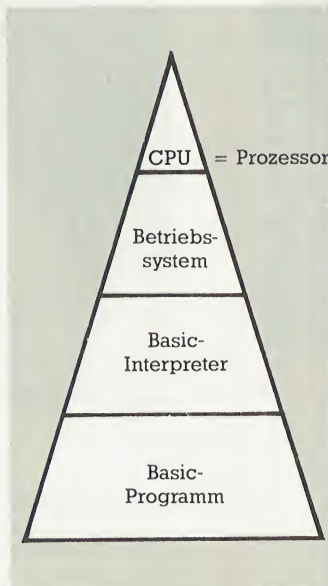 CPU = Prozessor
Betriebs-
system
Basic-
Interpreter
Basic-
Programm